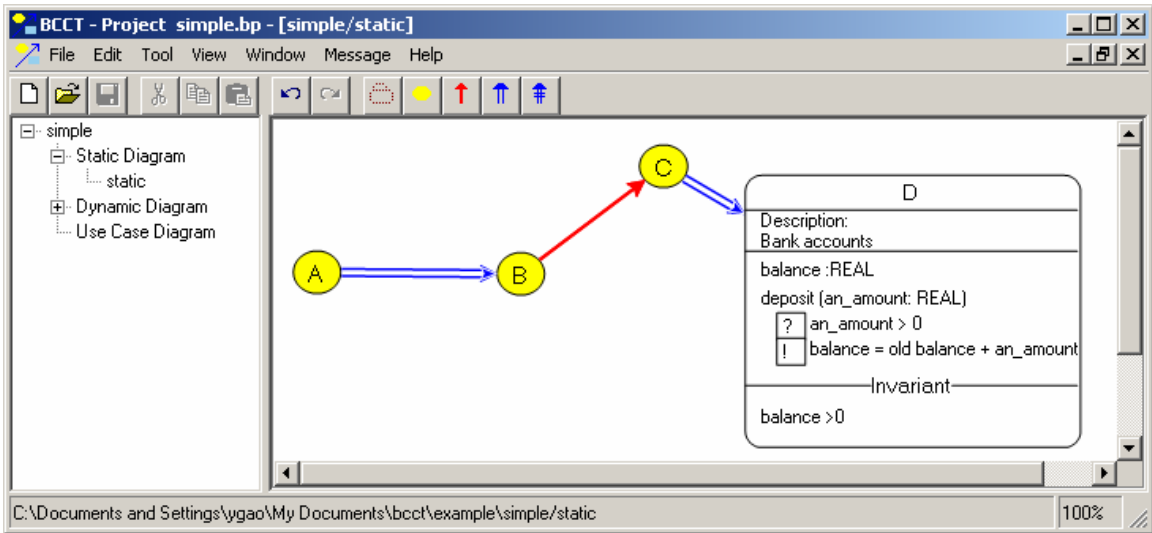 BCCT - Project simple.bp - [simple/static]
File Edit Tool View Window Message Help
simple
Static Diagram
static
Dynamic Diagram
Use Case Diagram
A
B
C
D
Description:
Bank accounts
balance :REAL
deposit (an_amount: REAL)
? an_amount > 0
! balance = old balance + an_amount
Invariant
balance >0
C:\Documents and Settings\ygao\My Documents\bcct\example\simple/static
100%